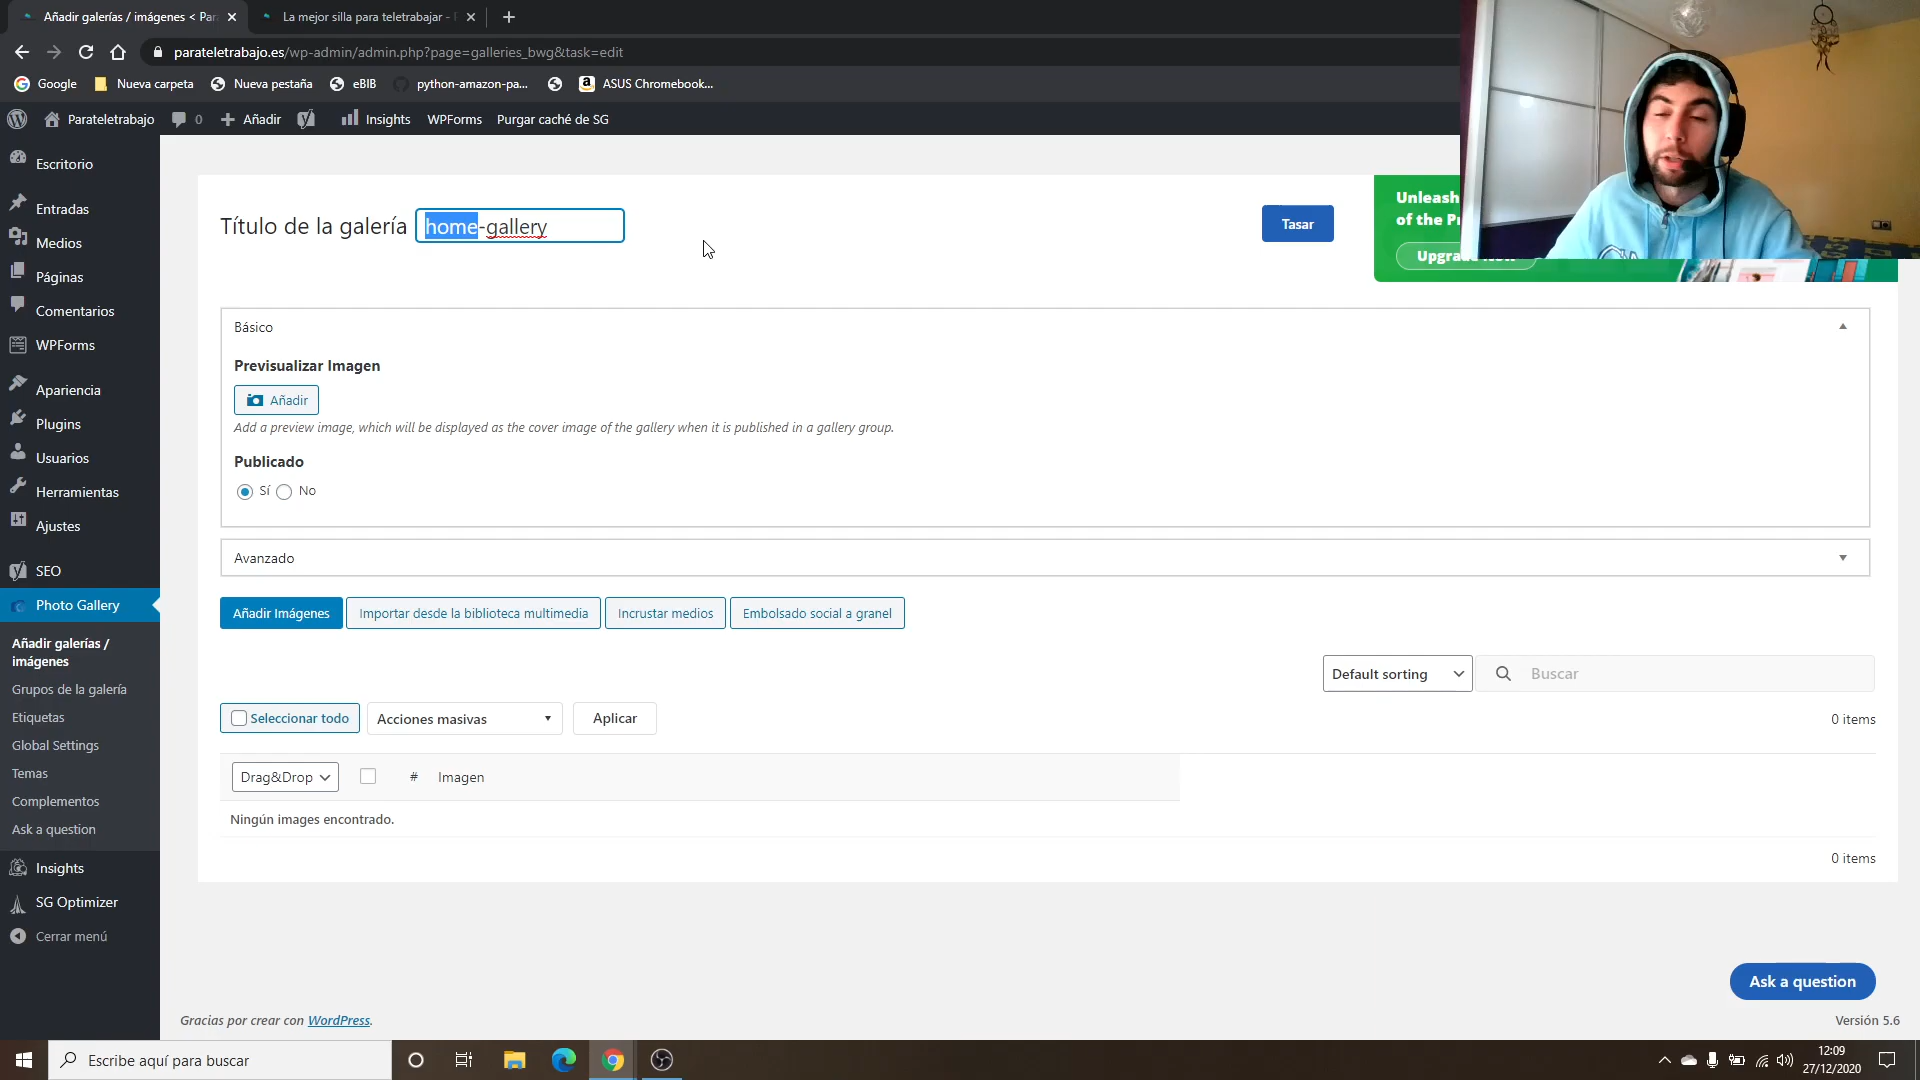 Añadir galerías / imágenes < Par
La mejor silla para teletrabajar -
parateletrabajo.es/wp-admin/admin.php?page=galleries_bwg&task=edit
Google
Nueva carpeta
Nueva pestaña
eBIB
python-amazon-pa...
ASUS Chromebook...
Parateletrabajo
0
Añadir
Insights
WPForms
Purgar caché de SG
Escritorio
Entradas
Medios
Páginas
Comentarios
WPForms
Apariencia
Plugins
Usuarios
Herramientas
Ajustes
SEO
Photo Gallery
Añadir galerías /
imágenes
Grupos de la galería
Etiquetas
Global Settings
Temas
Complementos
Ask a question
Insights
SG Optimizer
Cerrar menú
Título de la galería
home-gallery
Tasar
Unleash
of the P
Básico
Previsualizar Imagen
Añadir
Add a preview image, which will be displayed as the cover image of the gallery when it is published in a gallery group.
Publicado
Sí
No
Avanzado
Añadir Imágenes
Importar desde la biblioteca multimedia
Incrustar medios
Embolsado social a granel
Default sorting
Buscar
Seleccionar todo
Acciones masivas
Aplicar
0 items
Drag&Drop
#
Imagen
Ningún images encontrado.
0 items
Ask a question
Gracias por crear con WordPress.
Versión 5.6
Escribe aquí para buscar
12:09
27/12/2020